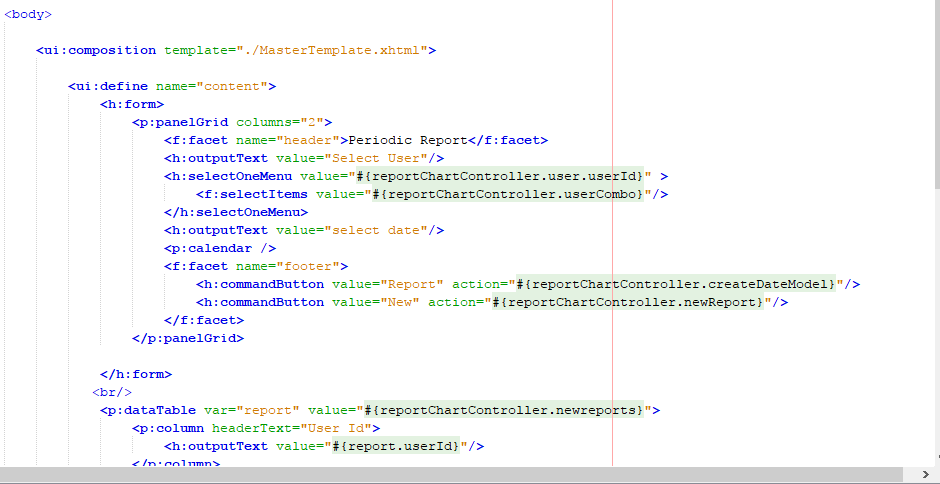 <body>
<ui:composition template="./MasterTemplate.xhtml">
<ui:define name="content">
<h:form>
<p:panelGrid columns="2">
<f:facet name="header">Periodic Report</f:facet>
<h:outputText value="Select User"/>
<h:selectOneMenu value="#{reportChartController.user.userId}" >
<f:selectItems value="#{reportChartController.userCombo}"/>
</h:selectOneMenu>
<h:outputText value="select date"/>
<p:calendar />
<f:facet name="footer">
<h:commandButton value="Report" action="#{reportChartController.createDateModel}"/>
<h:commandButton value="New" action="#{reportChartController.newReport}"/>
</f:facet>
</p:panelGrid>
</h:form>
<br/>
<p:dataTable var="report" value="#{reportChartController.newreports}">
<p:column headerText="User Id">
<h:outputText value="#{report.userId}"/>
</p:column>